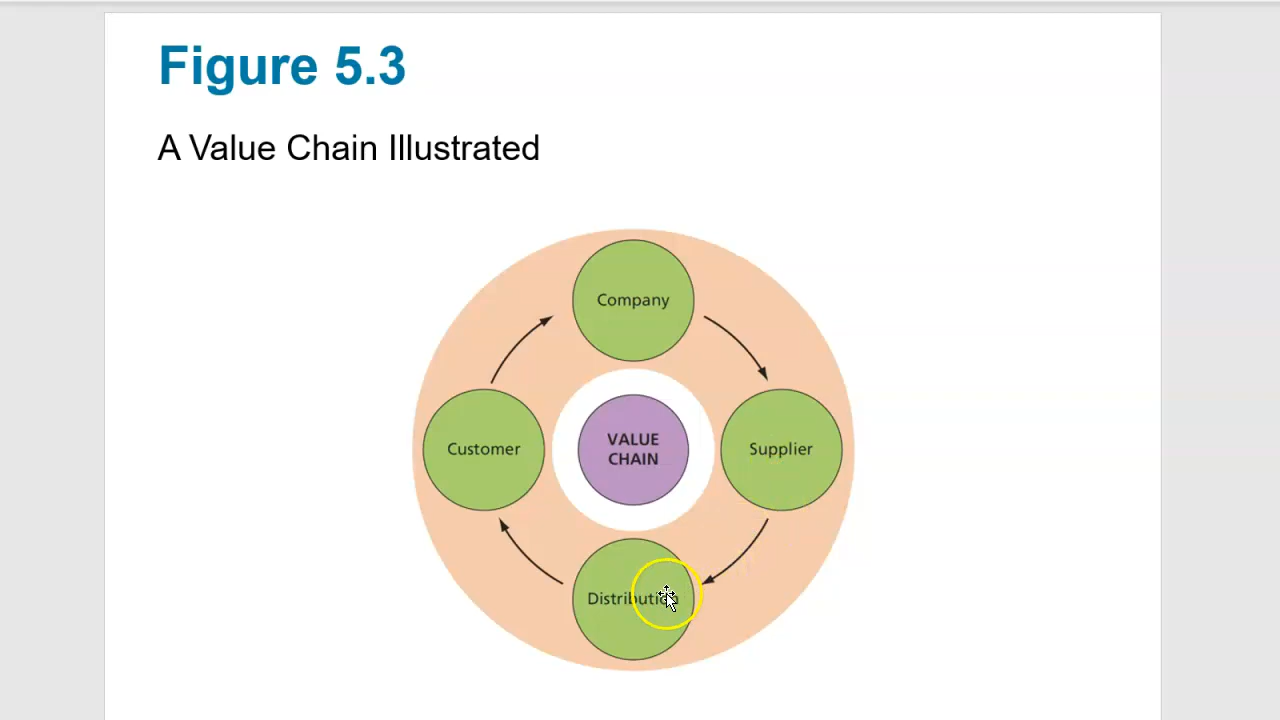 Figure 5.3
A Value Chain Illustrated
Company
Customer
VALUE
CHAIN
Supplier
Distribution